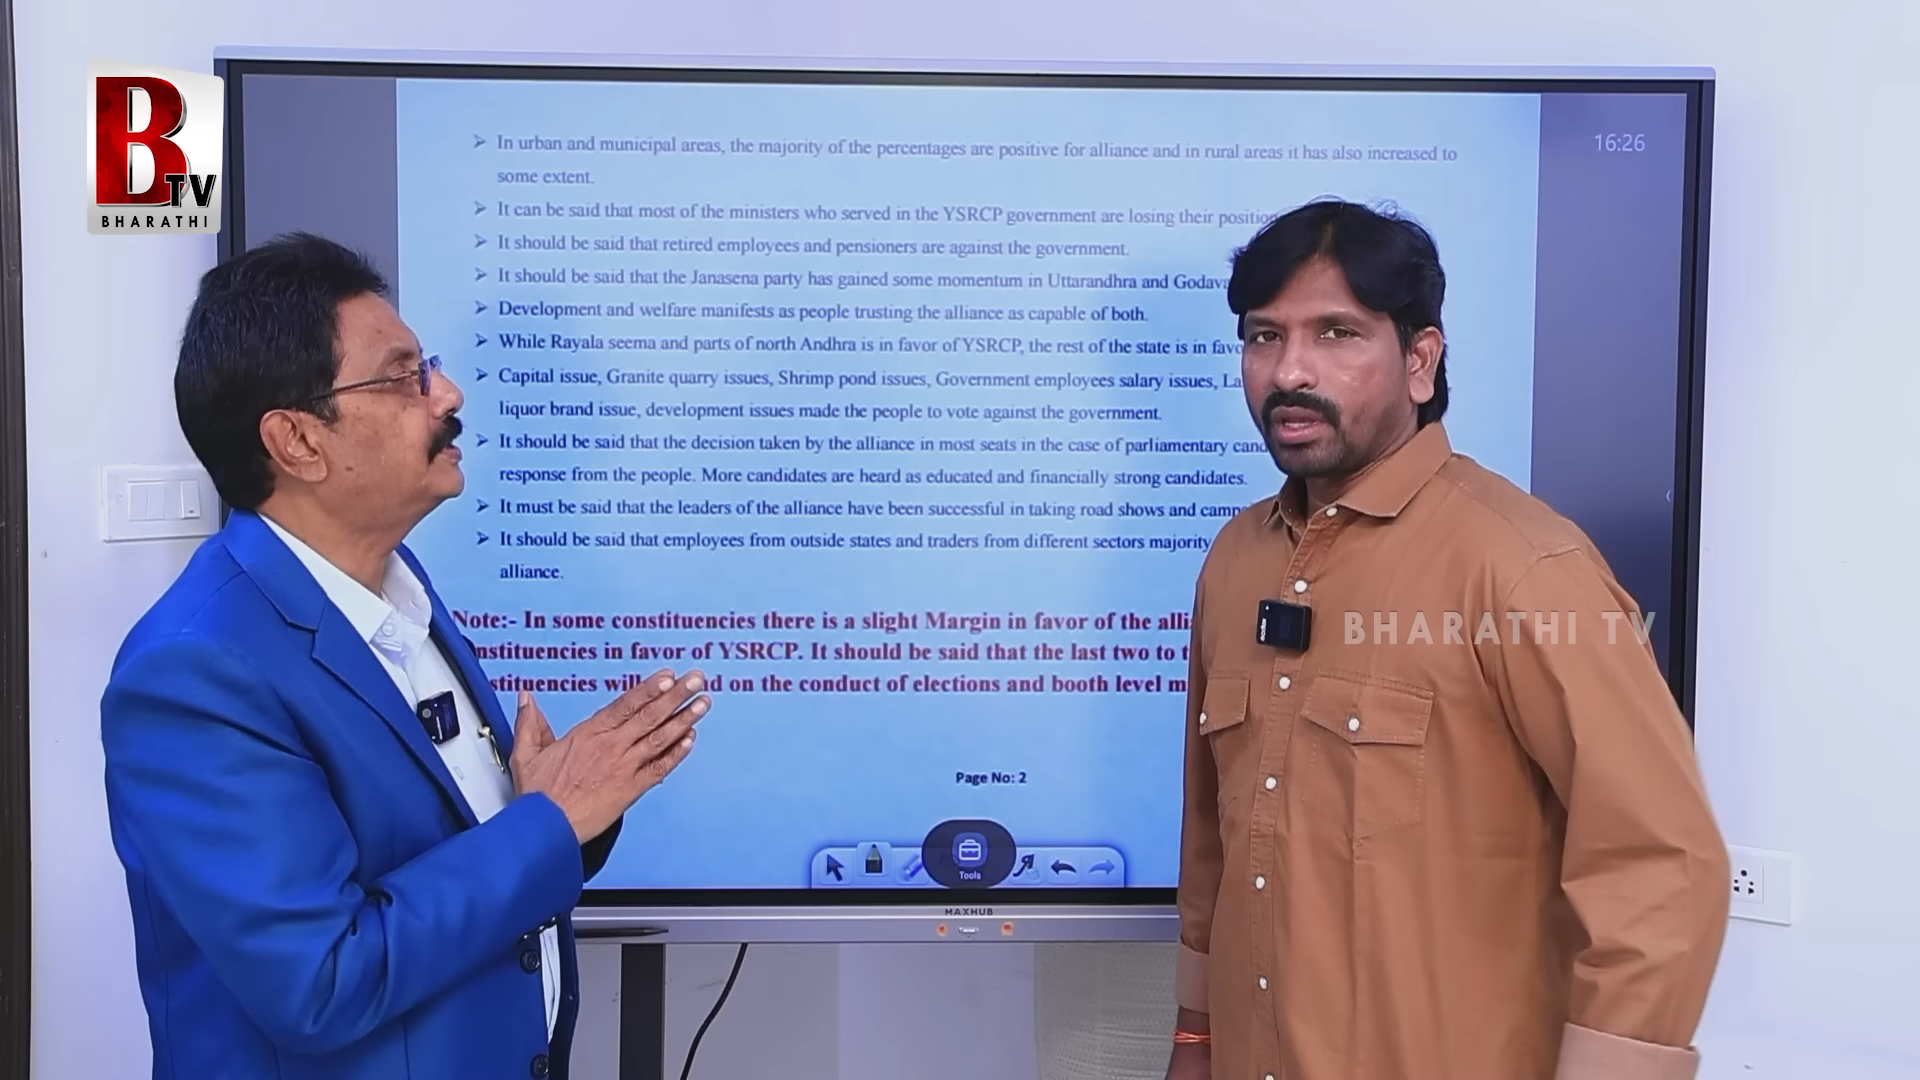 B
TV
BHARATHI
16:26
➢ In urban and municipal areas, the majority of the percentages are positive for alliance and in rural areas it has also increased to
some extent.
➢ It can be said that most of the ministers who served in the YSRCP government are losing their
➢ It should be said that retired employees and pensioners are against the government.
➢ It should be said that the Janasena party has gained some momentum in Uttarandhra and
➢ Development and welfare manifests as people trusting the alliance as capable of both.
➢ While Rayala seema and parts of north Andhra is in favor of YSRCP, the rest of the state is in
➢ Capital issue, Granite quarry issues, Shrimp pond issues, Government employees salary issues,
liquor brand issue, development issues made the people to vote against the government.
➢ It should be said that the decision taken by the alliance in most seats in the case of parliamentary
response from the people. More candidates are heard as educated and financially strong candidates.
➢ It must be said that the leaders of the alliance have been successful in taking road shows and
➢ It should be said that employees from outside states and traders from different sectors majority
alliance.
Note:- In some constituencies there is a slight Margin in favor of the
in favor of YSRCP. It should be said that the last two to
will on the conduct of elections and booth level
BHARATHI TV
Page No: 2
Tools
MAXHUB